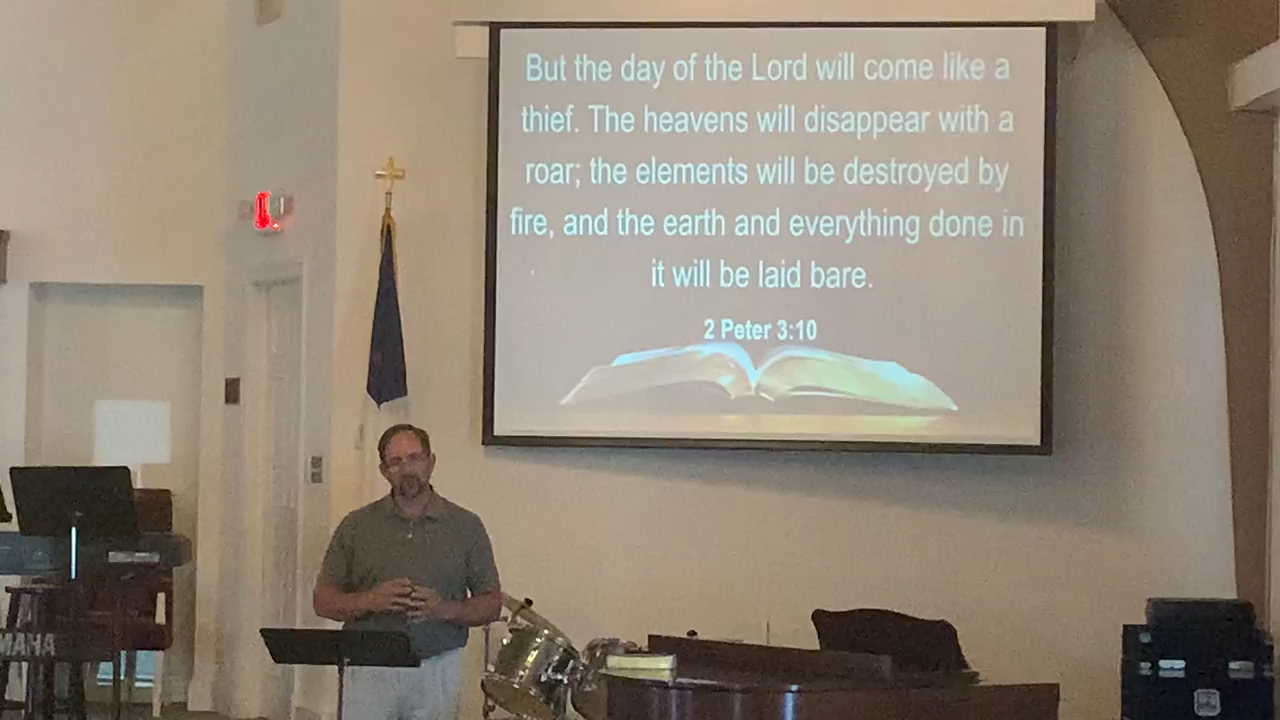 But the day of the Lord will come like a
thief. The heavens will disappear with a
roar; the elements will be destroyed by
fire, and the earth and everything done in
it will be laid bare.
2 Peter 3:10
MAHA